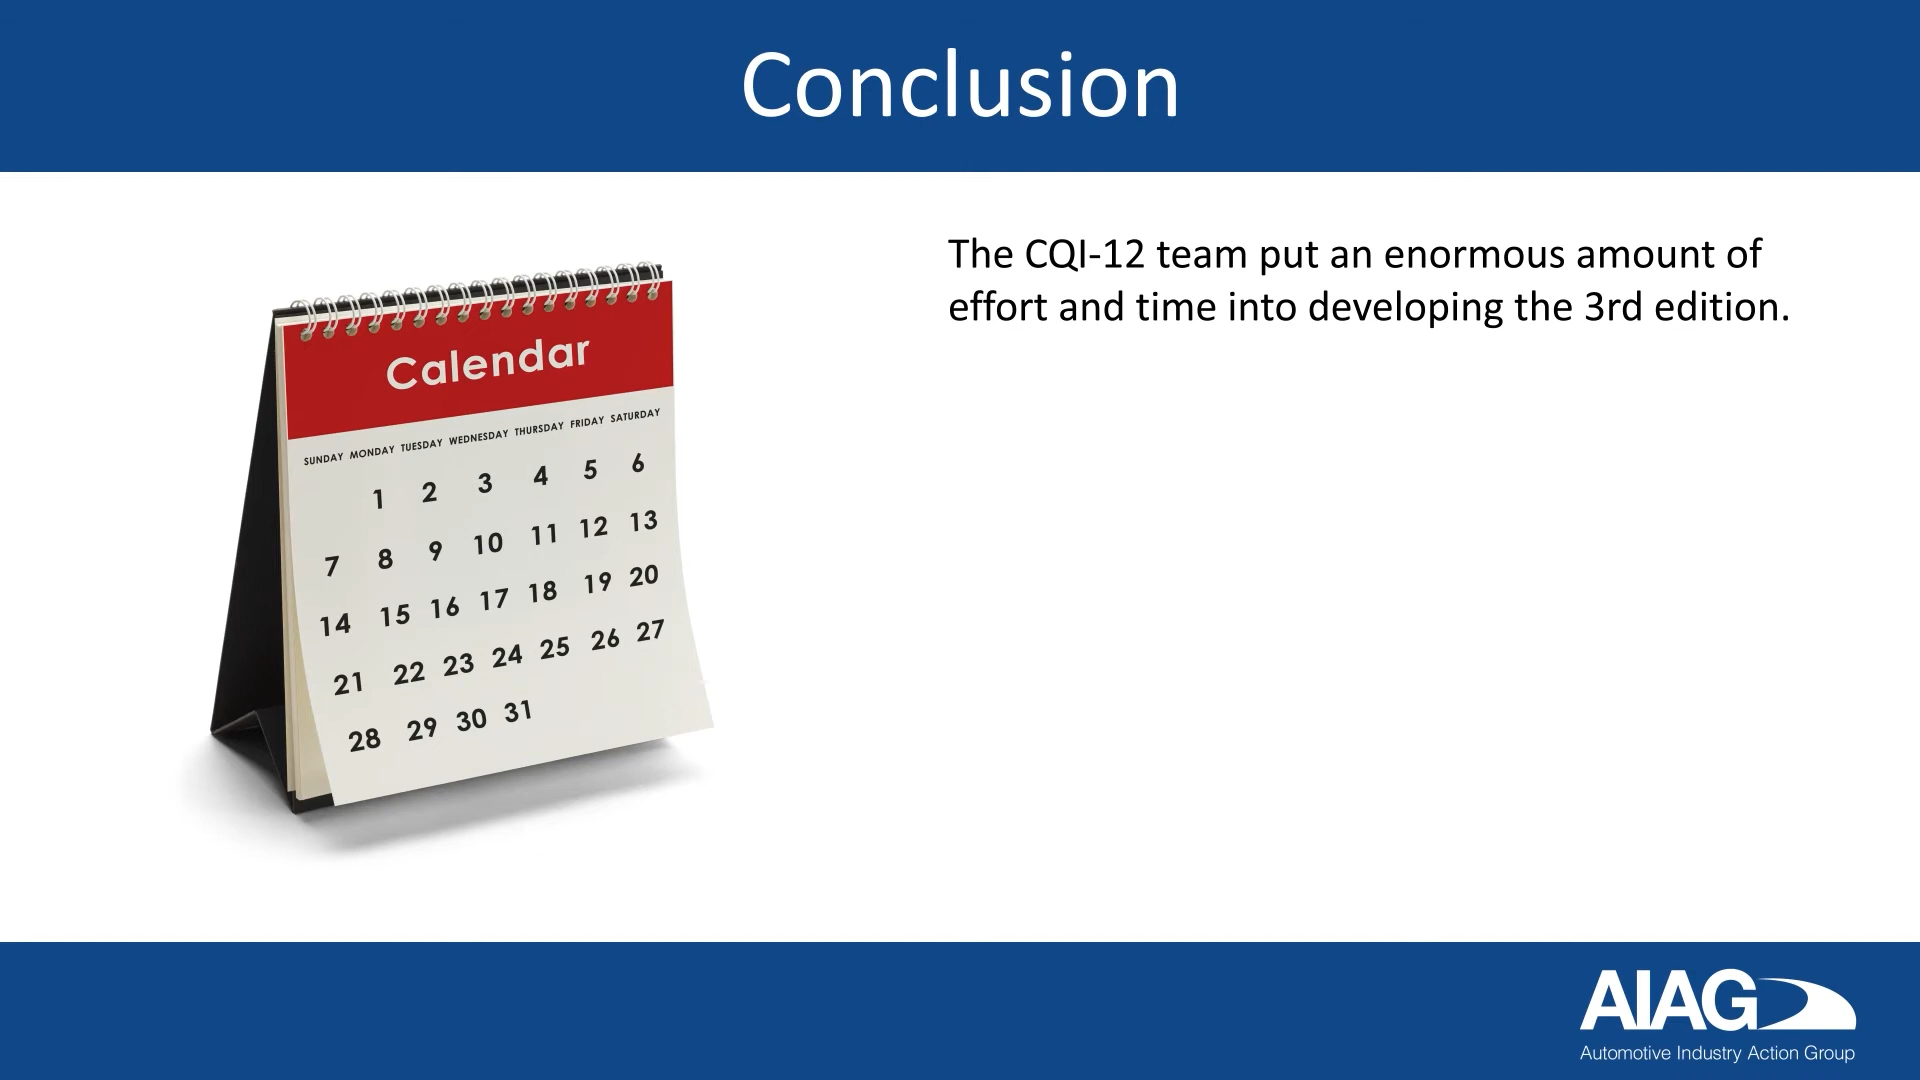 Conclusion
The CQI-12 team put an enormous amount of
effort and time into developing the 3rd edition.
Calendar
SUNDAY MONDAY TUESDAY WEDNESDAY THURSDAY FRIDAY SATURDAY
1 2 3 4 5 6
7 8 9 10 11 12 13
14 15 16 17 18 19 20
21 22 23 24 25 26 27
28 29 30 31
AIAG
Automotive Industry Action Group